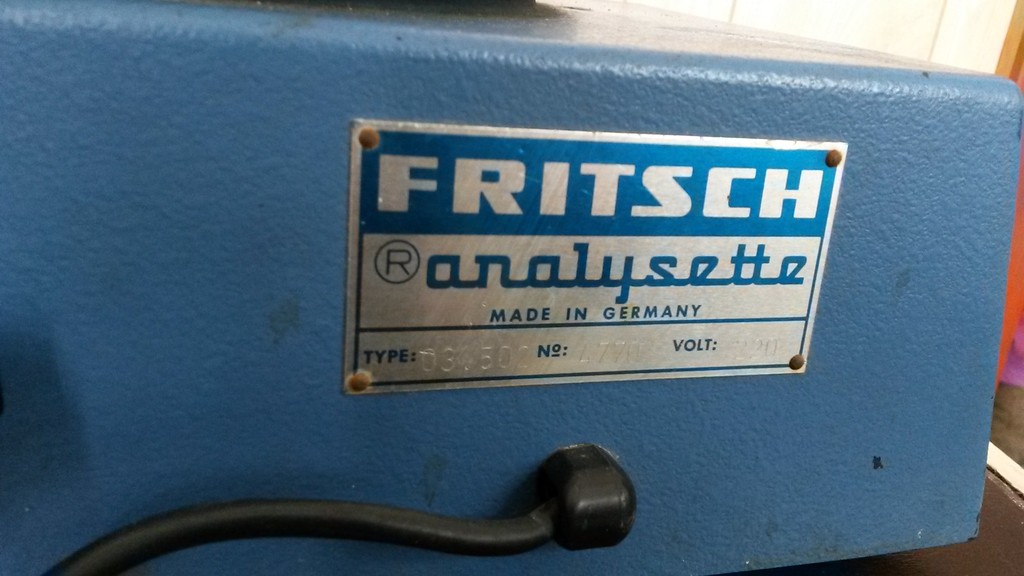 FRITSCH
® analysette
MADE IN GERMANY
TYPE: Nº: VOLT: